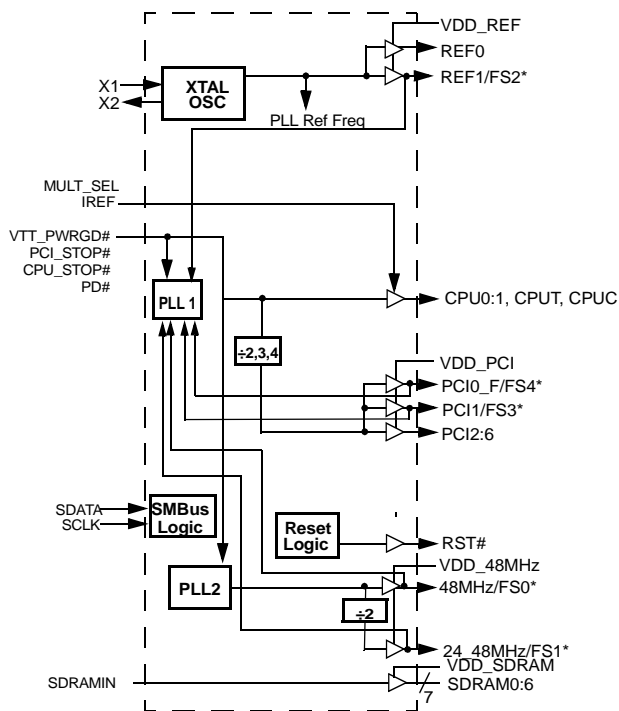 VDD_REF
REF0
X1
XTAL
OSC
REF1/FS2*
X2
PLL Ref Freq
MULT_SEL
IREF
VTT_PWRGD#
PCI_STOP#
CPU_STOP#
PD#
PLL 1
CPU0:1, CPUT, CPUC
÷2,3,4
VDD_PCI
PCI0_F/FS4*
PCI1/FS3*
PCI2:6
SDATA
SCLK
SMBus
Logic
Reset
Logic
RST#
VDD_48MHz
PLL2
48MHz/FS0*
÷2
24_48MHz/FS1*
VDD_SDRAM
SDRAMIN
SDRAM0:6
7